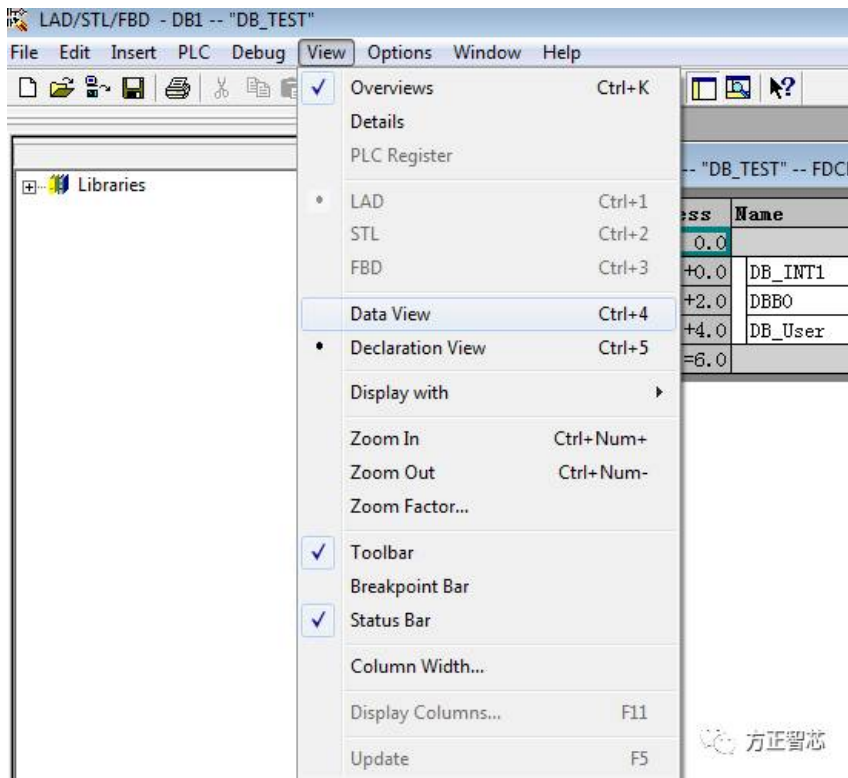 LAD/STL/FBD - DB1 -- "DB_TEST"
File Edit Insert PLC Debug View Options Window Help
Overviews Ctrl+K
Details
PLC Register
-- "DB_TEST" -- FDC
Libraries
LAD Ctrl+1
ess Name
STL Ctrl+2
0.0
FBD Ctrl+3
+0.0 DB_INT1
+2.0 DBB0
Data View Ctrl+4
+4.0 DB_User
Declaration View Ctrl+5
=6.0
Display with
Zoom In Ctrl+Num+
Zoom Out Ctrl+Num-
Zoom Factor...
Toolbar
Breakpoint Bar
Status Bar
Column Width...
Display Columns... F11
方正智芯
Update F5